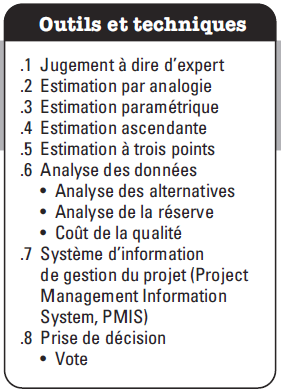 Outils et techniques
.1 Jugement à dire d’expert
.2 Estimation par analogie
.3 Estimation paramétrique
.4 Estimation ascendante
.5 Estimation à trois points
.6 Analyse des données
• Analyse des alternatives
• Analyse de la réserve
• Coût de la qualité
.7 Système d’information
de gestion du projet (Project
Management Information
System, PMIS)
.8 Prise de décision
• Vote